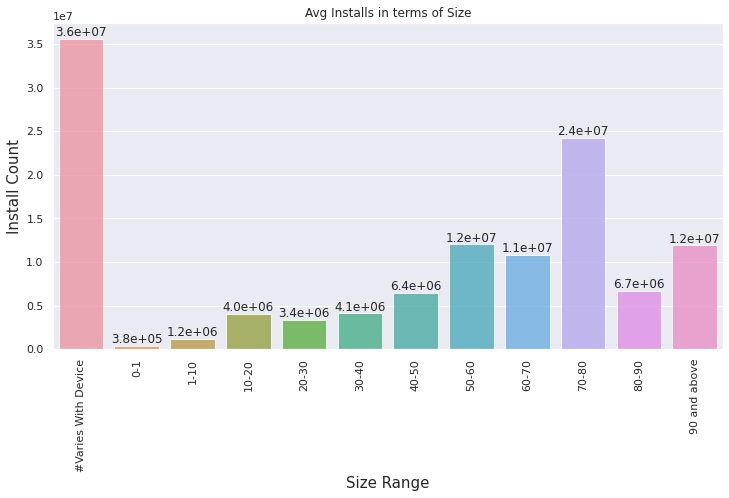 Avg Installs in terms of Size
1e7
3.5
3.0
2.5
2.0
1.5
1.0
0.5
0.0
Install Count
3.6e+07
3.8e+05
1.2e+06
4.0e+06
3.4e+06
4.1e+06
6.4e+06
1.2e+07
1.1e+07
2.4e+07
6.7e+06
1.2e+07
#Varies With Device
0-1
1-10
10-20
20-30
30-40
40-50
50-60
60-70
70-80
80-90
90 and above
Size Range